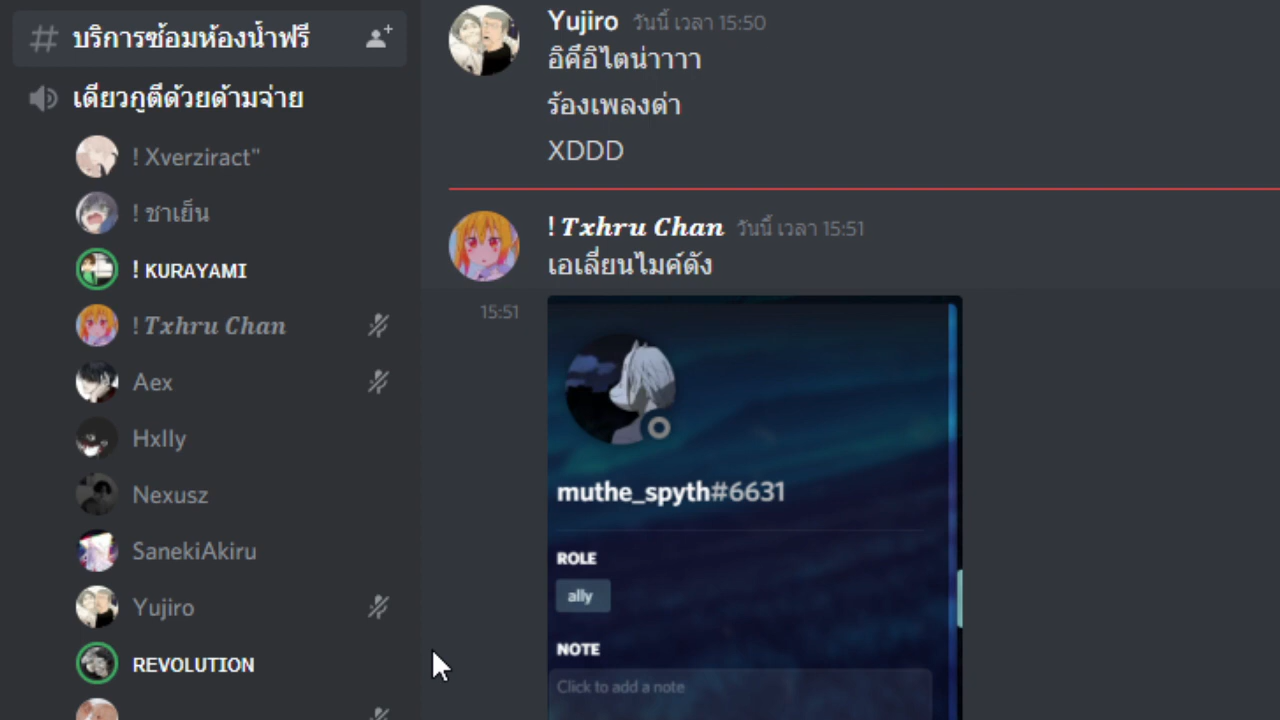 บริการซ้อมห้องน้ำฟรี
เดียวกูตีด้วยด้ามจ่าย
! Xverziract"
! ชาเย็น
! KURAYAMI
! Txhru Chan
Aex
Hxlly
Nexusz
SanekiAkiru
Yujiro
REVOLUTION
Yujiro วันนี้ เวลา 15:50
อิคึอิไตน่าาาา
ร้องเพลงด่า
XDDD
! Txhru Chan วันนี้ เวลา 15:51
เอเลี่ยนไมค์ดัง
15:51
muthe_spyth#6631
ROLE
ally
NOTE
Click to add a note